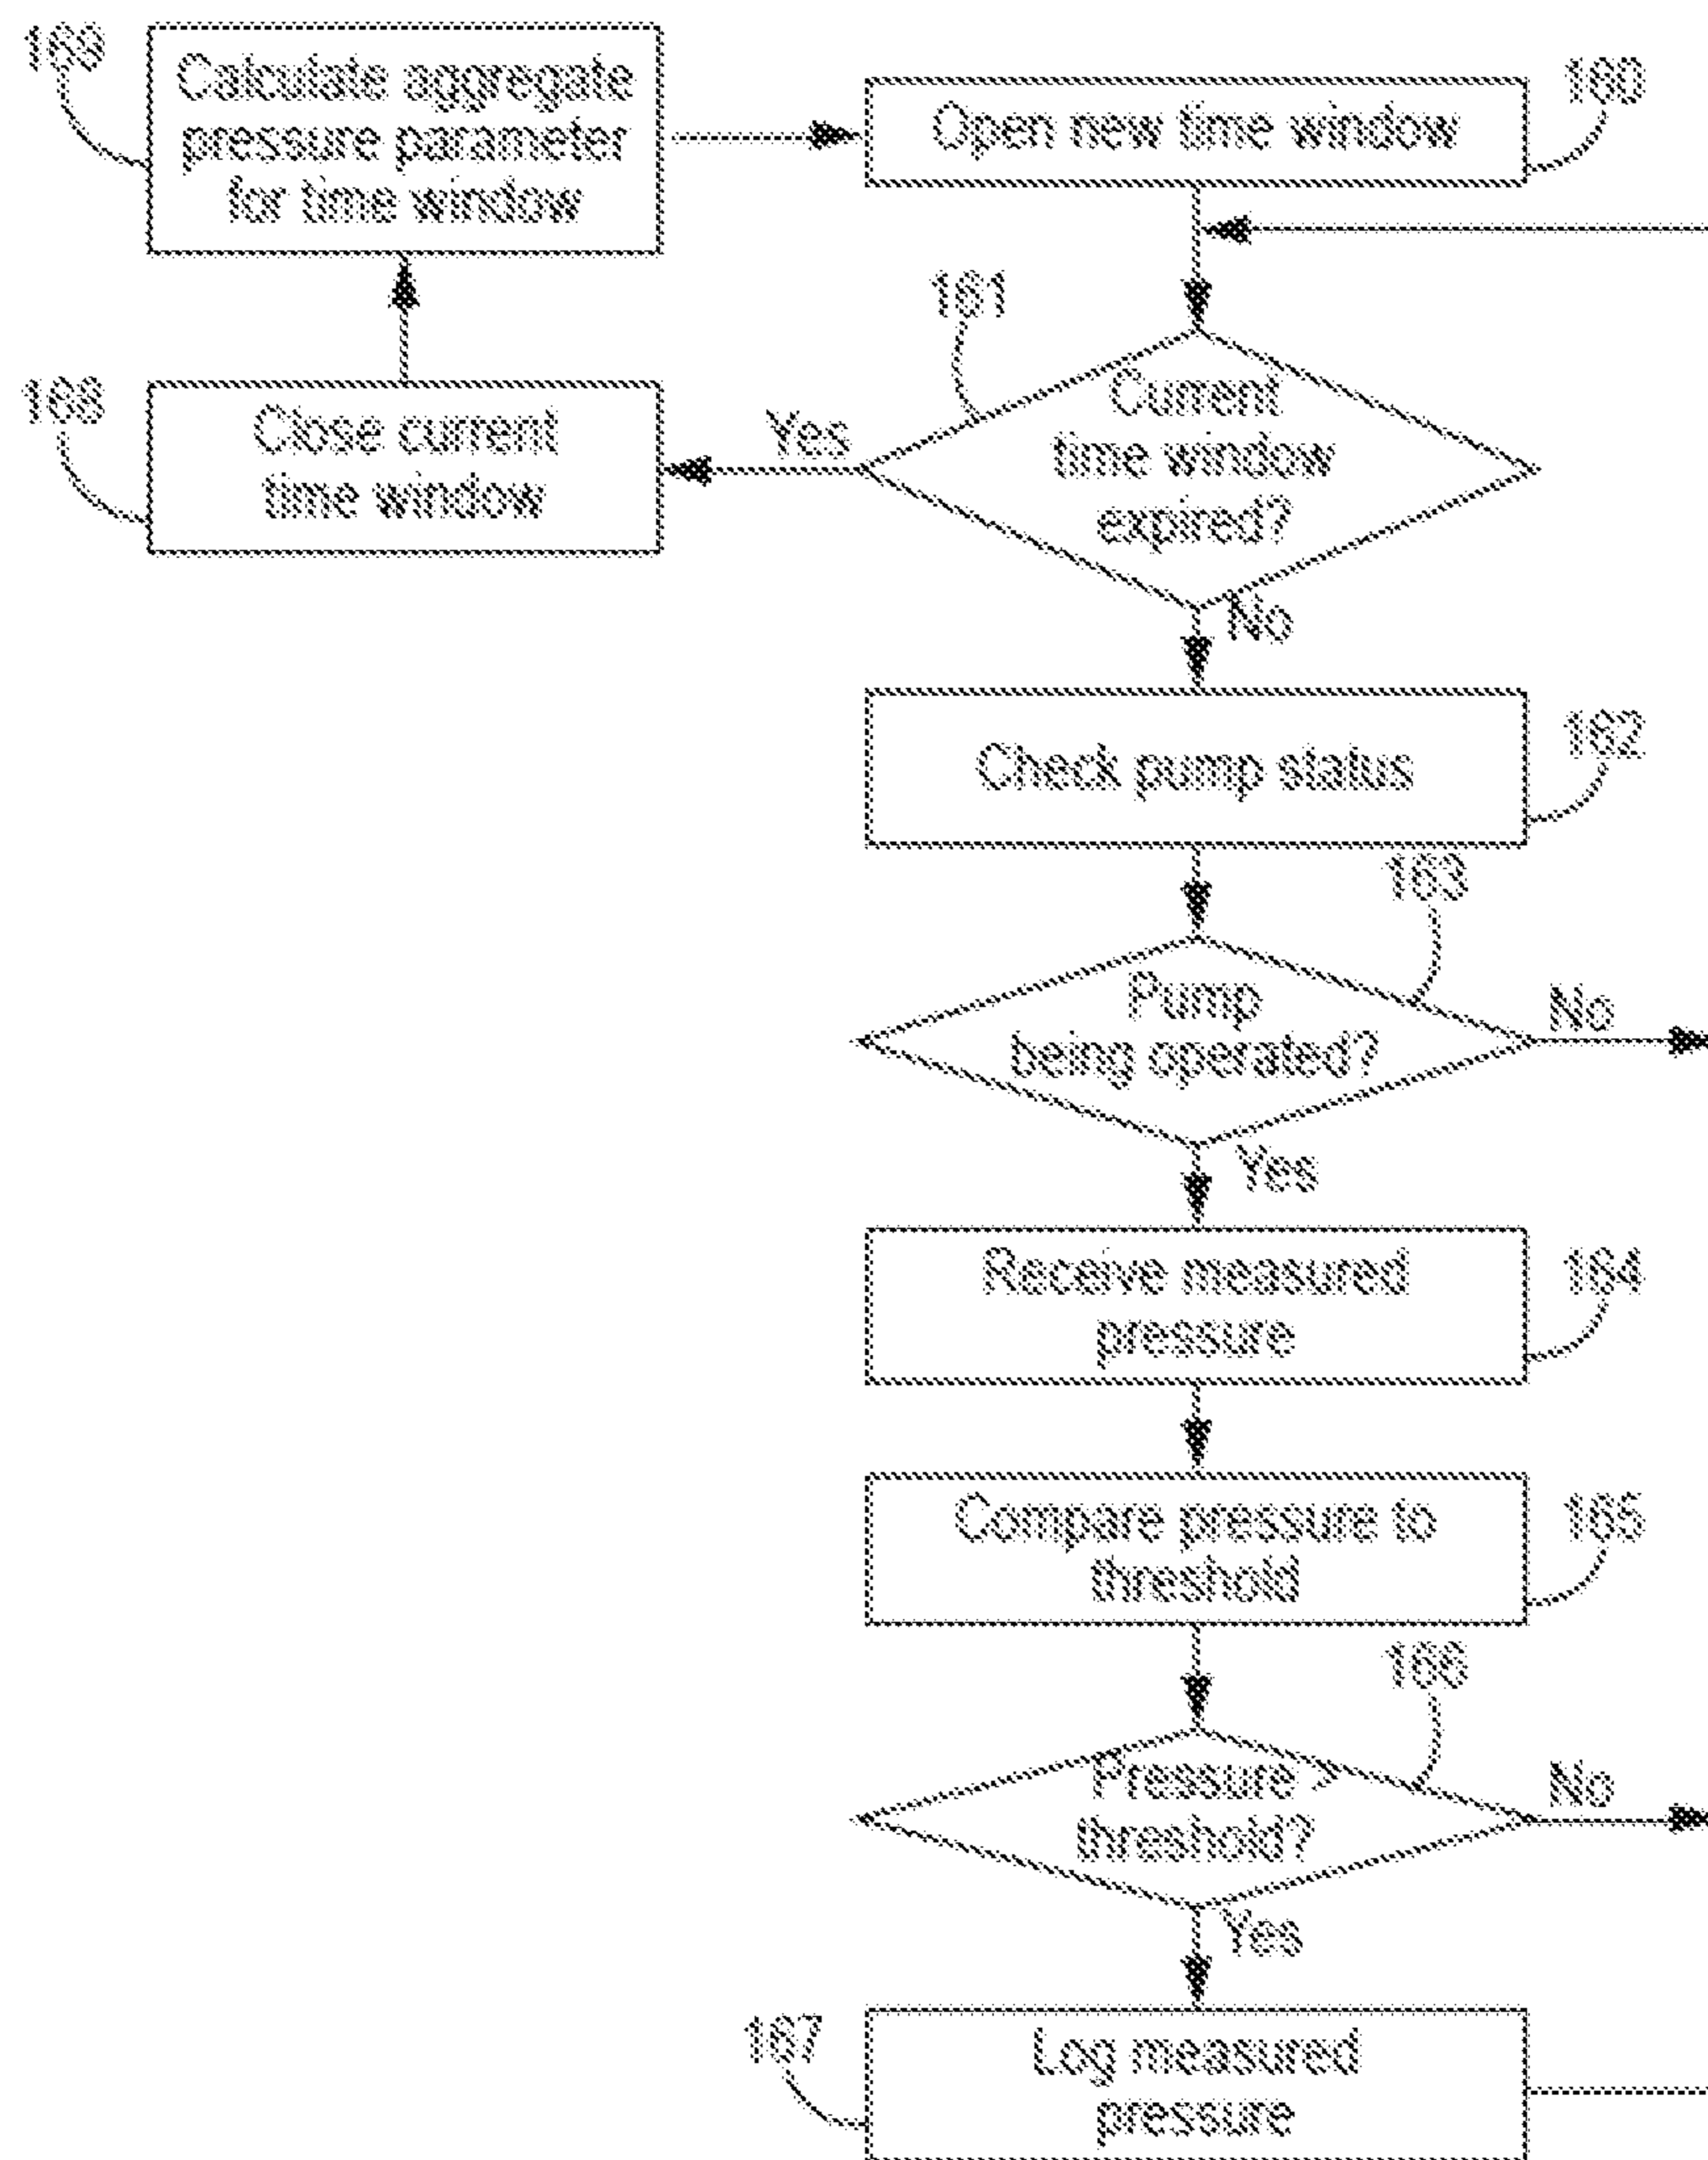 169
Calculate aggregate
pressure parameter
for time window
160
Open new time window
161
168
Close current
time window
Yes
Current
time window
expired?
No
162
Check pump status
163
Pump
being operated?
No
Yes
164
Receive measured
pressure
165
Compare pressure to
threshold
166
Pressure >
threshold?
No
Yes
167
Log measured
pressure